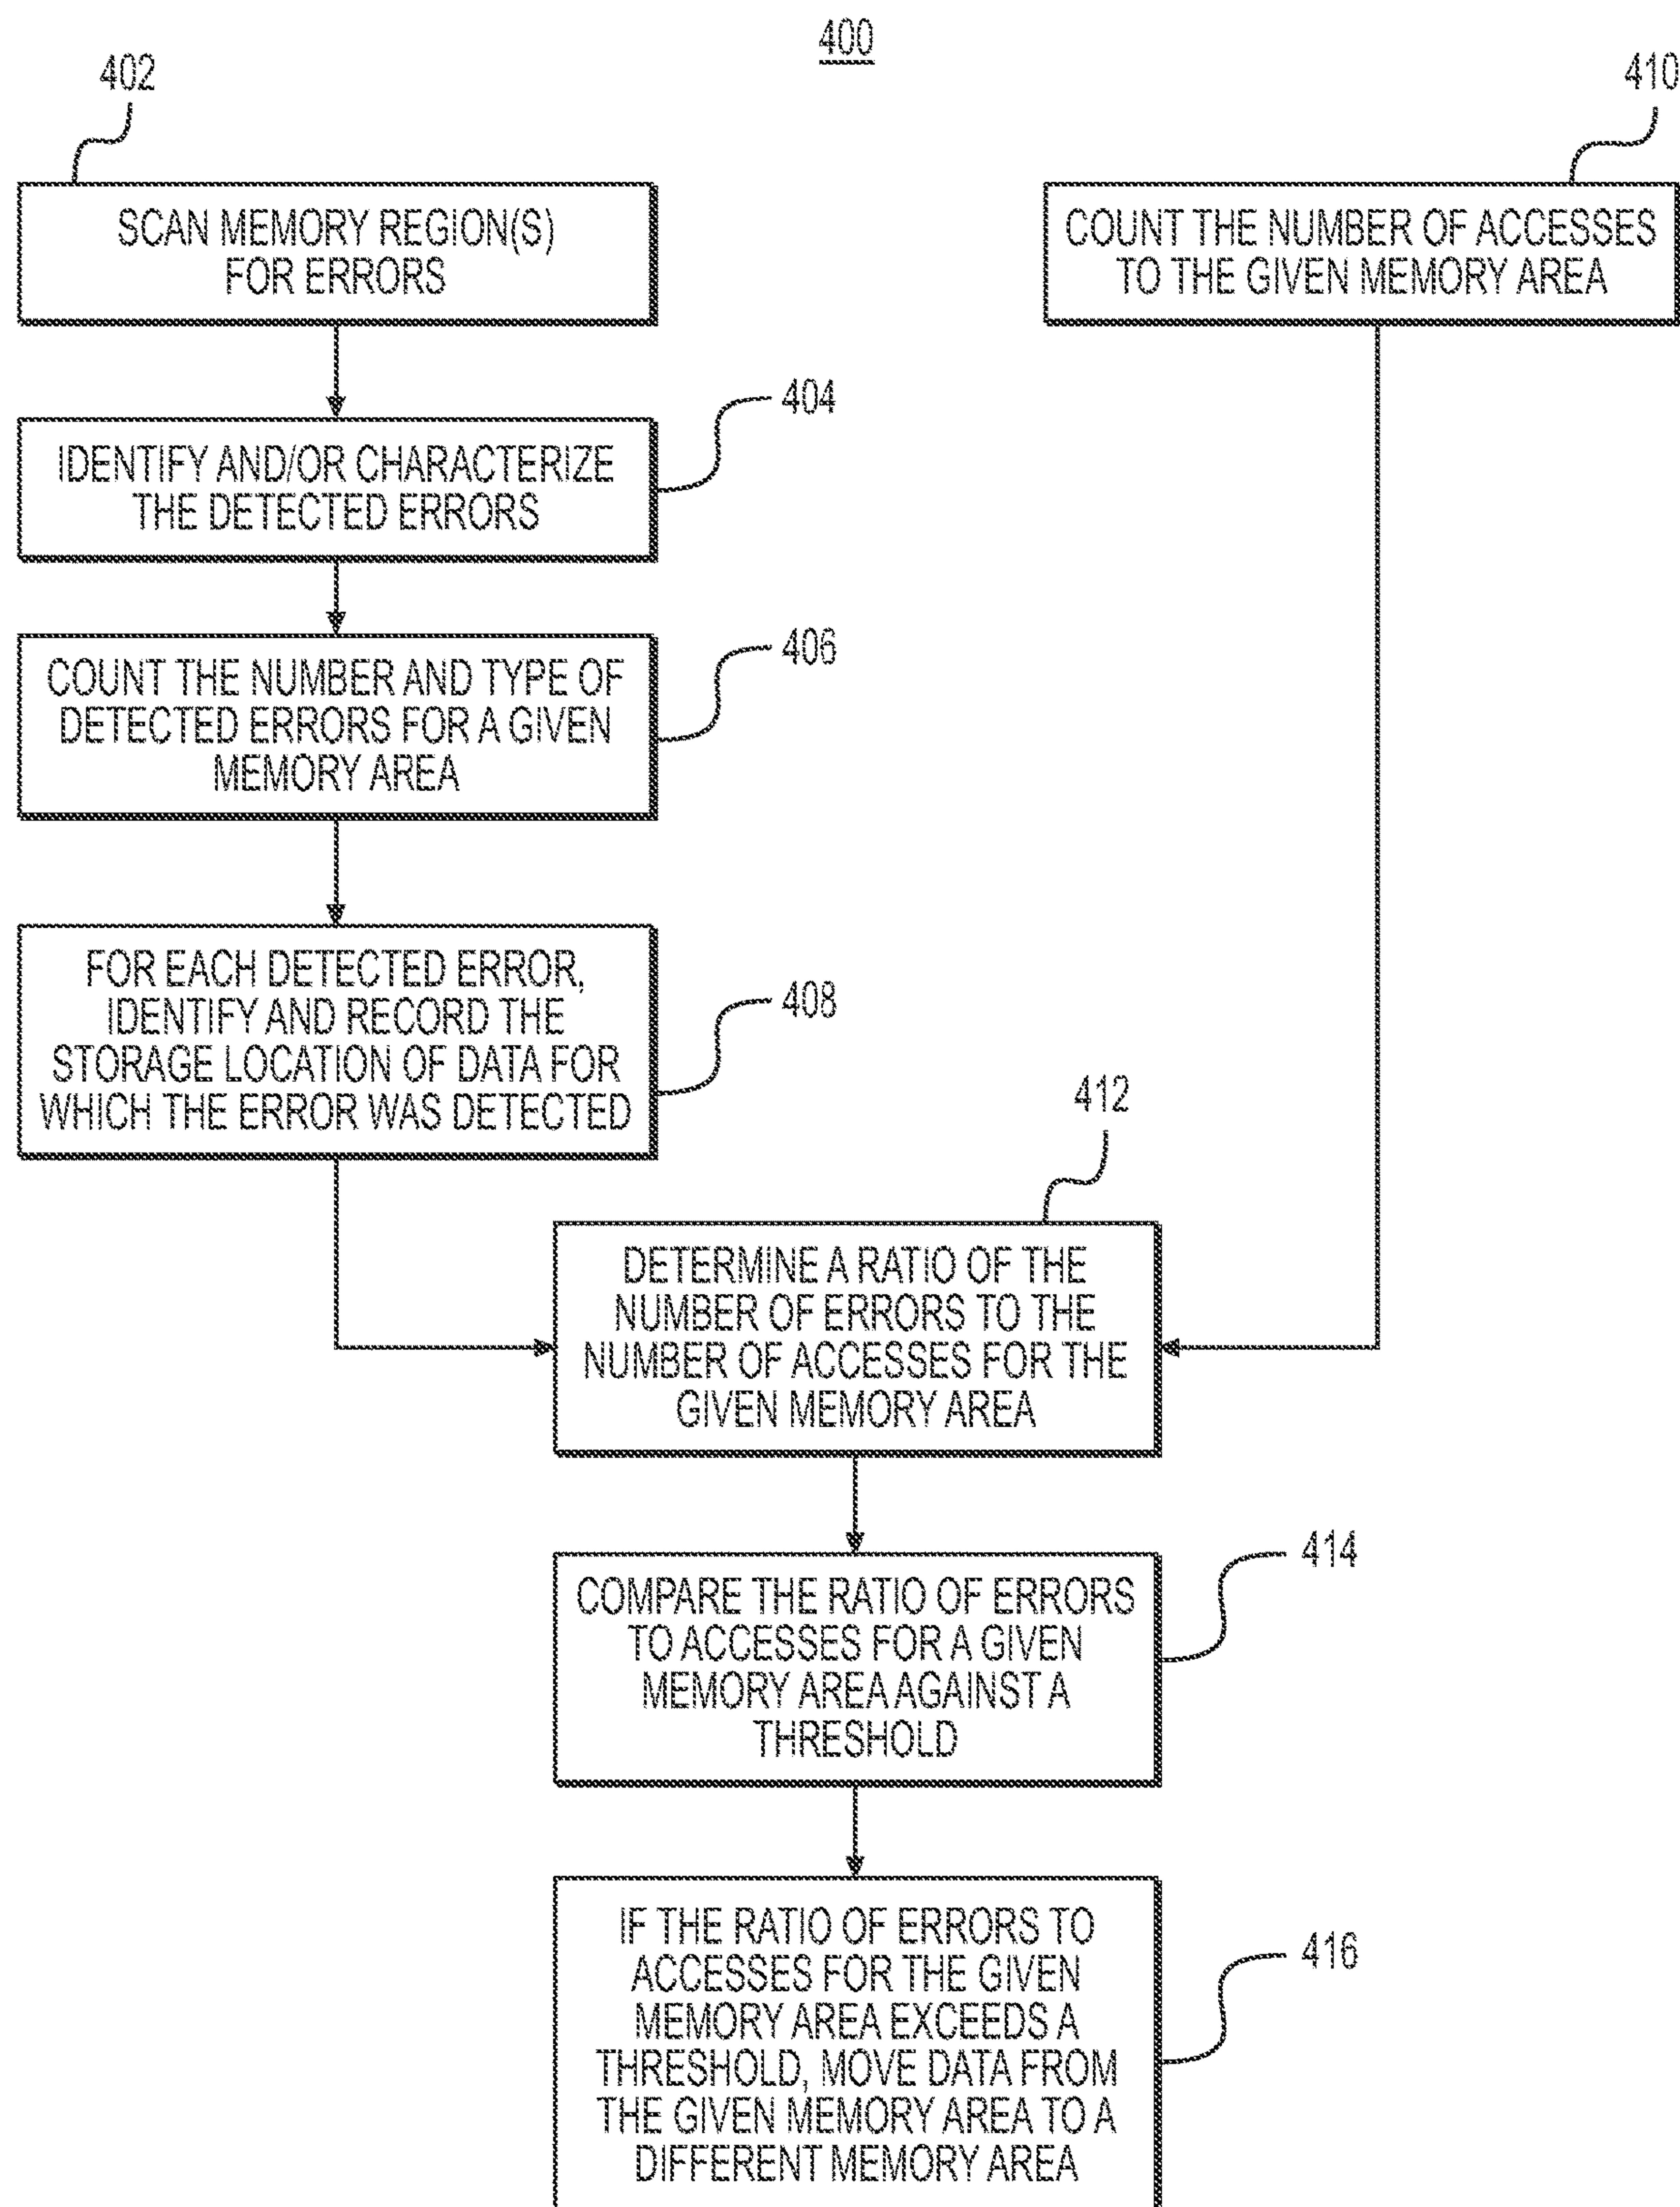 400
402
410
SCAN MEMORY REGION(S)
FOR ERRORS
COUNT THE NUMBER OF ACCESSES
TO THE GIVEN MEMORY AREA
404
IDENTIFY AND/OR CHARACTERIZE
THE DETECTED ERRORS
406
COUNT THE NUMBER AND TYPE OF
DETECTED ERRORS FOR A GIVEN
MEMORY AREA
408
FOR EACH DETECTED ERROR,
IDENTIFY AND RECORD THE
STORAGE LOCATION OF DATA FOR
WHICH THE ERROR WAS DETECTED
412
DETERMINE A RATIO OF THE
NUMBER OF ERRORS TO THE
NUMBER OF ACCESSES FOR THE
GIVEN MEMORY AREA
414
COMPARE THE RATIO OF ERRORS
TO ACCESSES FOR A GIVEN
MEMORY AREA AGAINST A
THRESHOLD
416
IF THE RATIO OF ERRORS TO
ACCESSES FOR THE GIVEN
MEMORY AREA EXCEEDS A
THRESHOLD, MOVE DATA FROM
THE GIVEN MEMORY AREA TO A
DIFFERENT MEMORY AREA